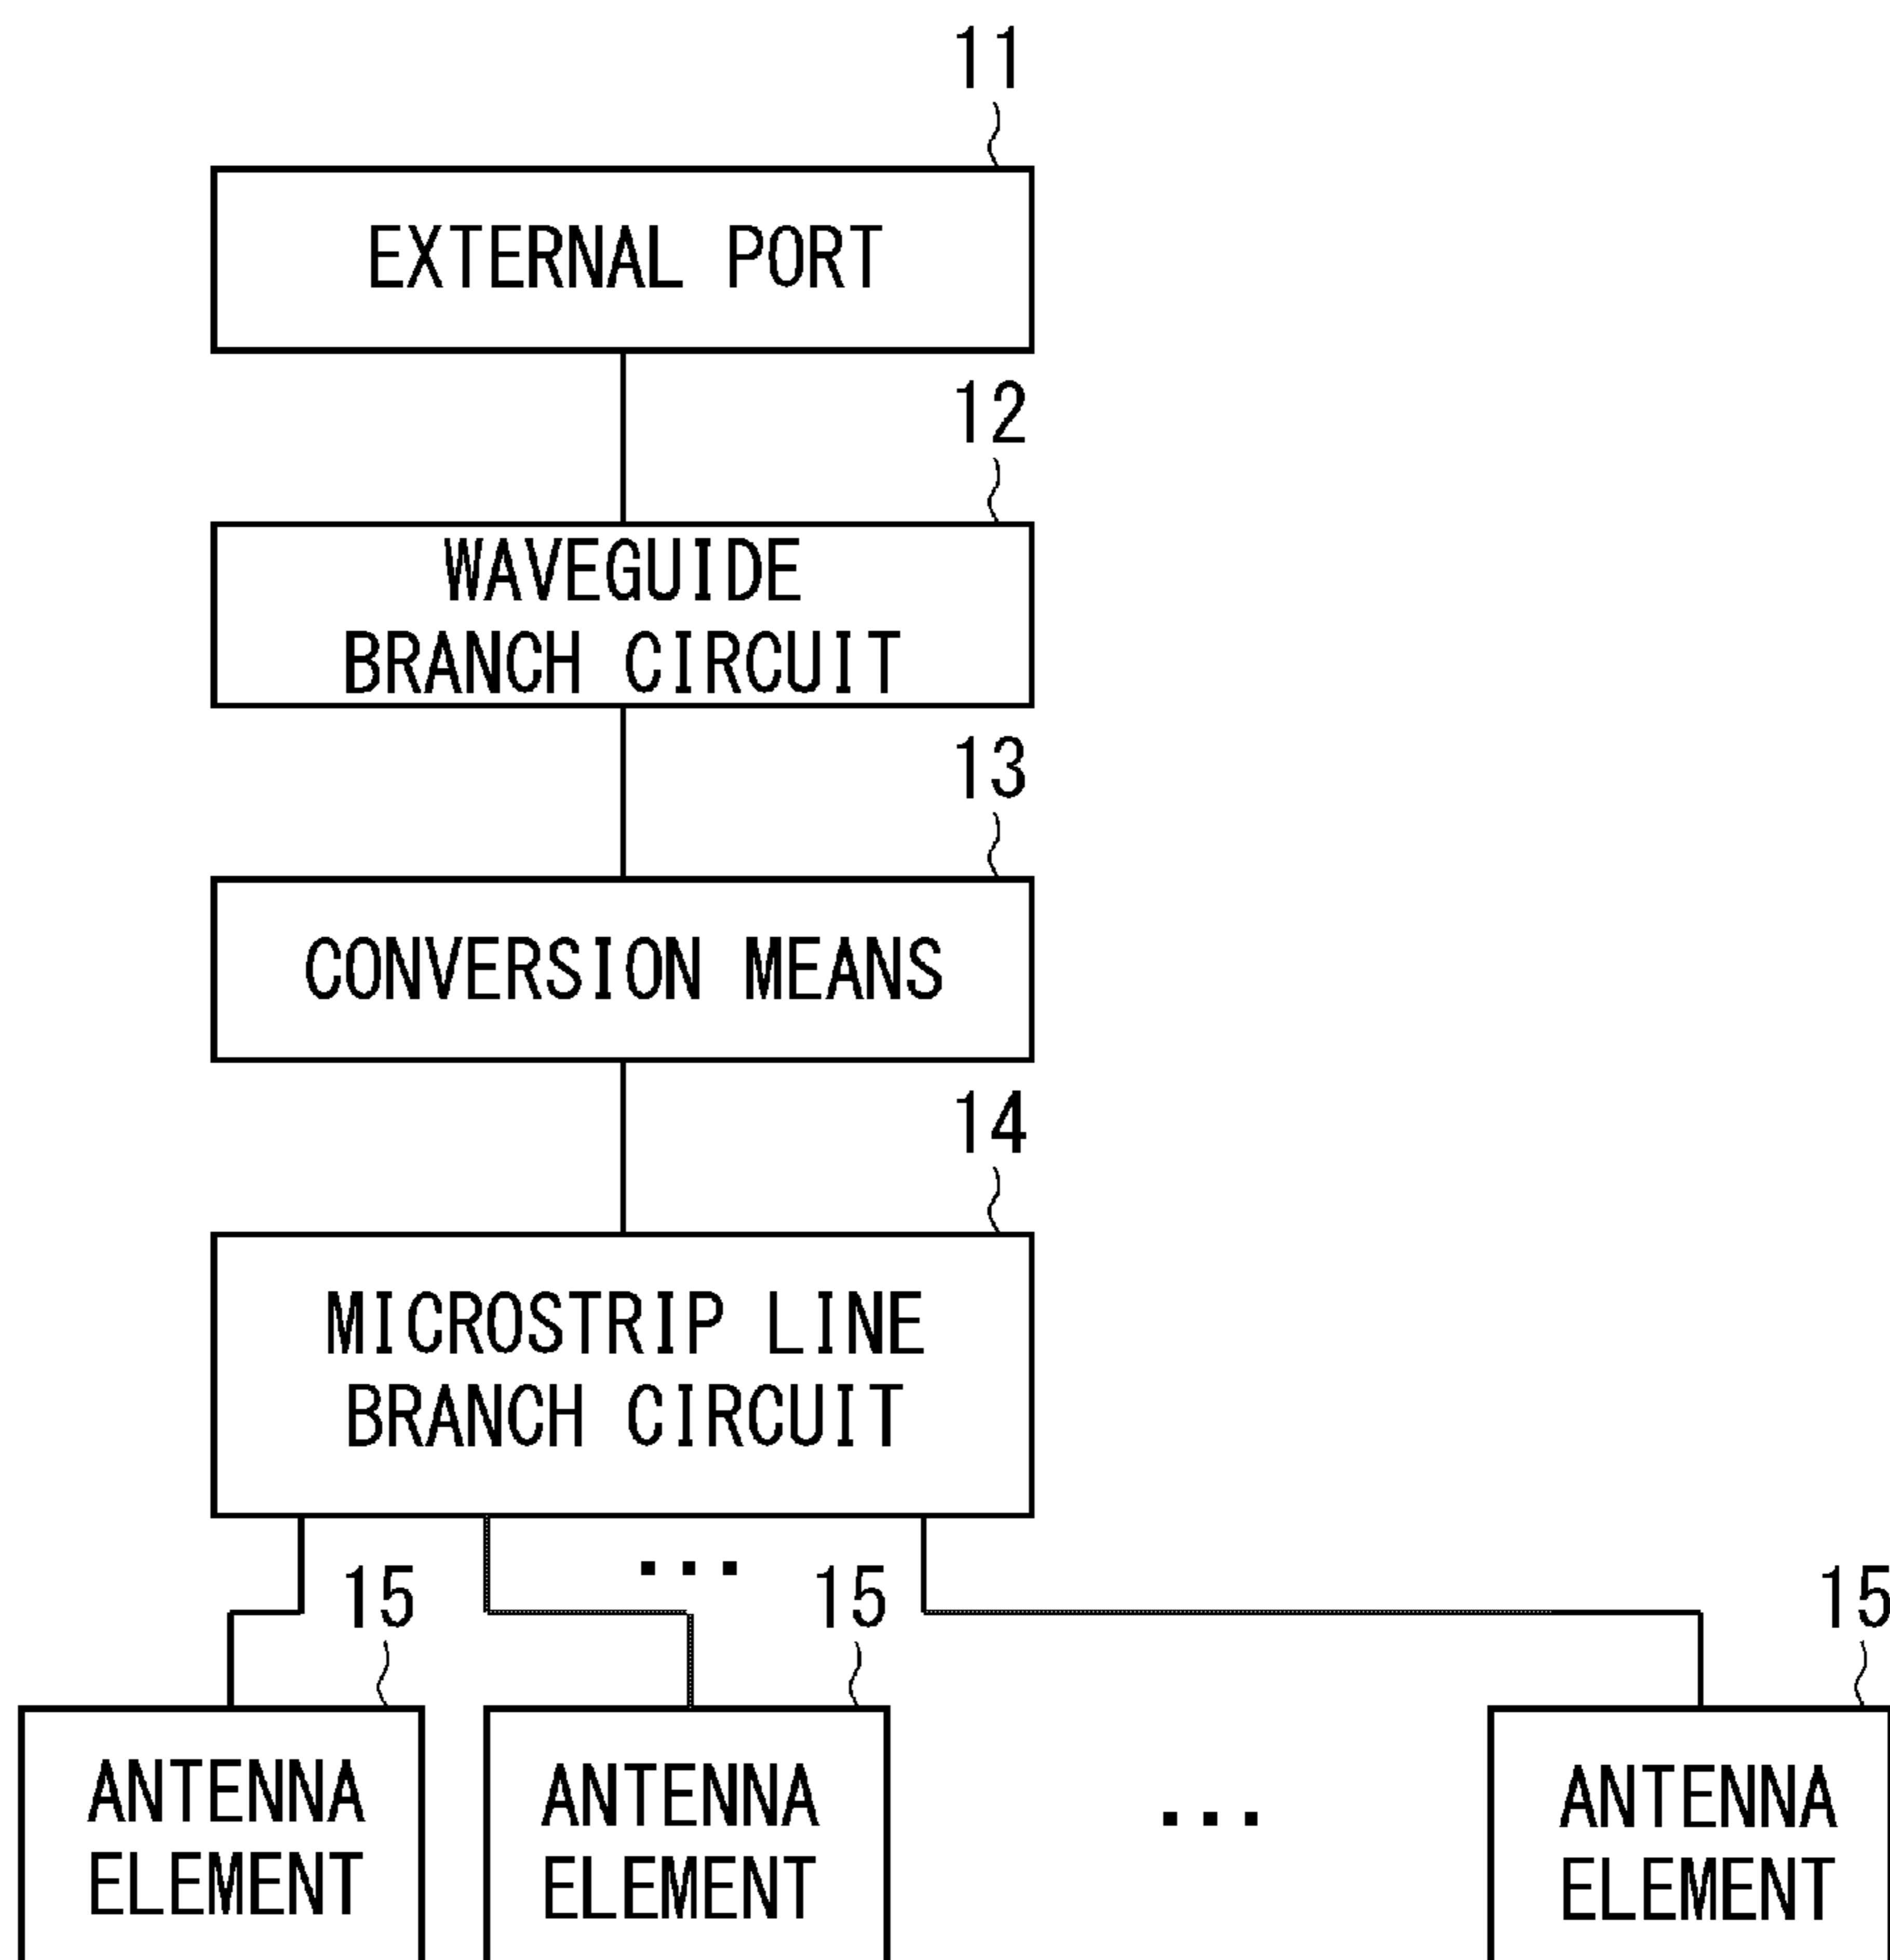 11
EXTERNAL PORT
12
WAVEGUIDE
BRANCH CIRCUIT
13
CONVERSION MEANS
14
MICROSTRIP LINE
BRANCH CIRCUIT
...
15 15 15
ANTENNA ANTENNA ... ANTENNA
ELEMENT ELEMENT ELEMENT